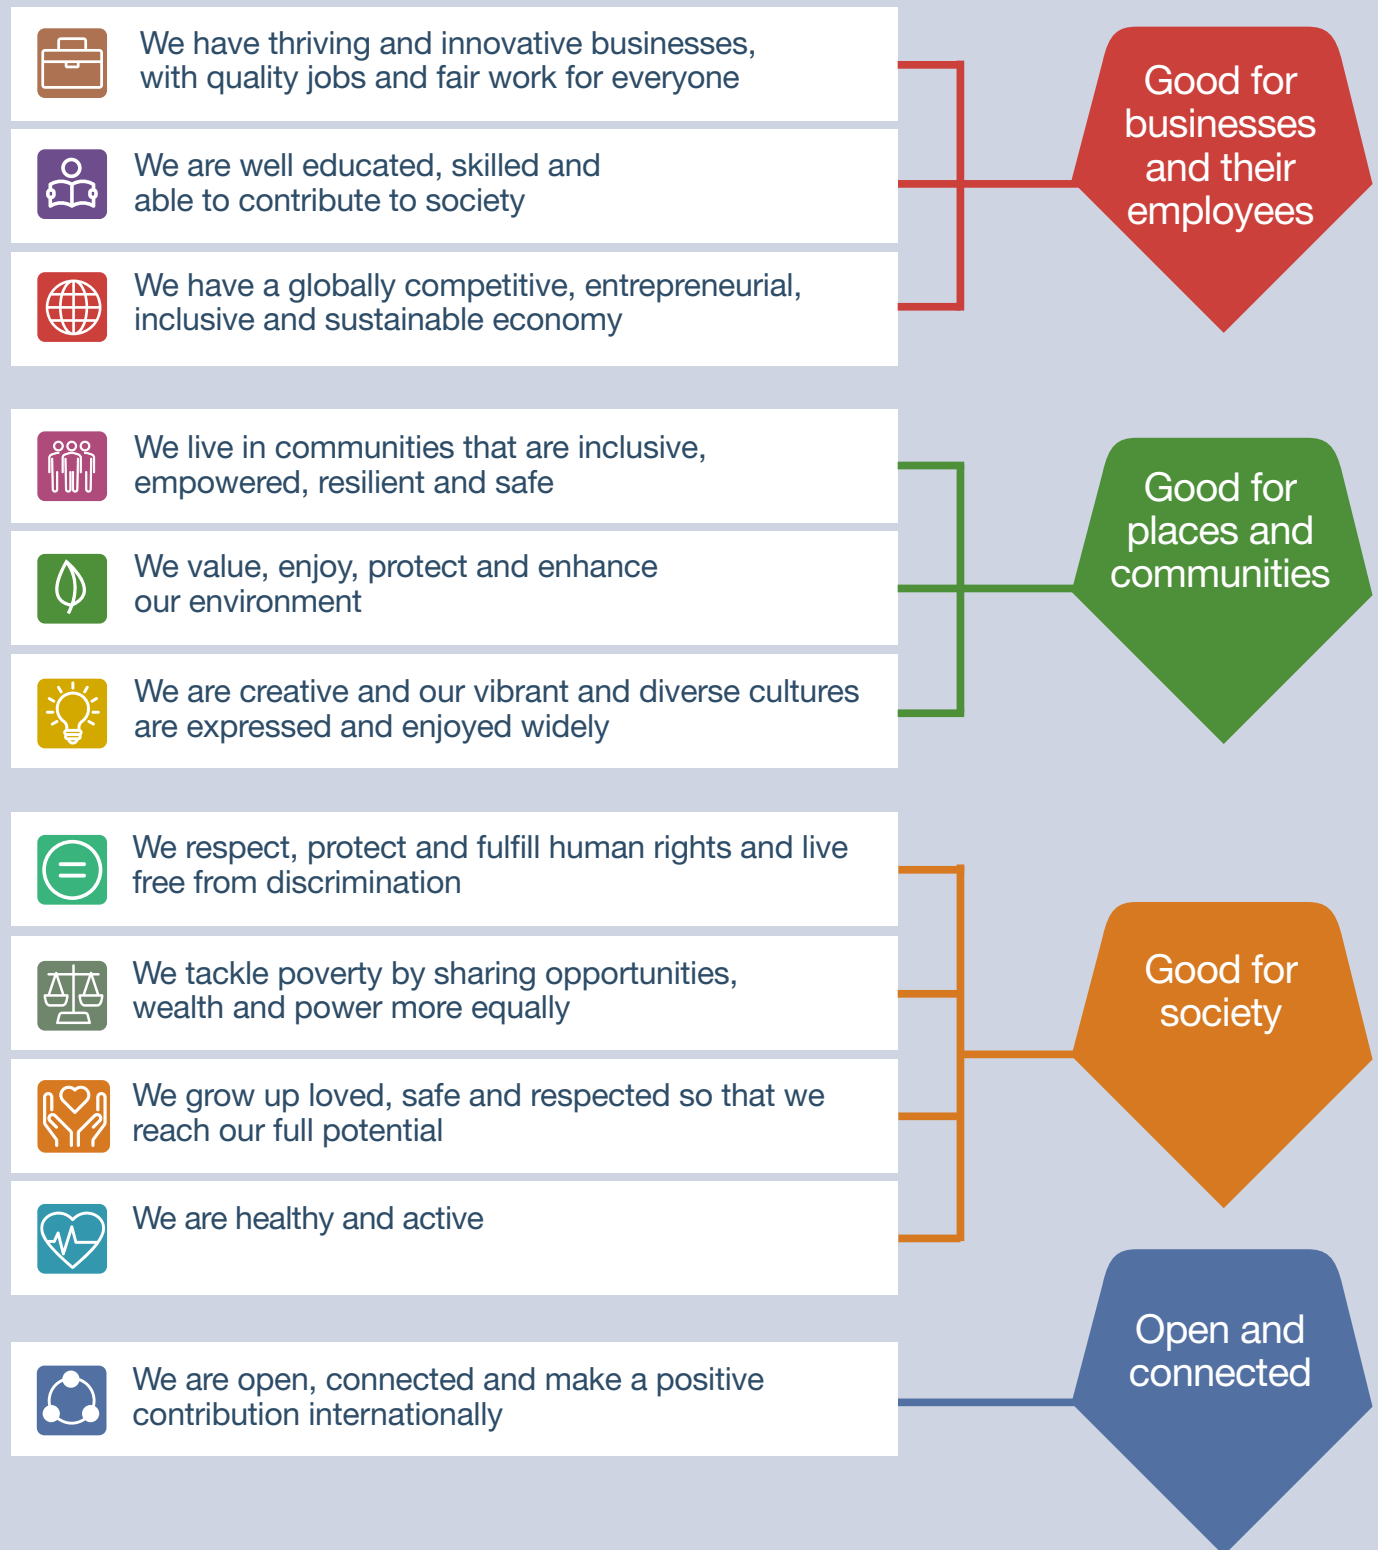 We have thriving and innovative businesses,
with quality jobs and fair work for everyone
We are well educated, skilled and
able to contribute to society
We have a globally competitive, entrepreneurial,
inclusive and sustainable economy
Good for
businesses
and their
employees
We live in communities that are inclusive,
empowered, resilient and safe
We value, enjoy, protect and enhance
our environment
We are creative and our vibrant and diverse cultures
are expressed and enjoyed widely
Good for
places and
communities
We respect, protect and fulfill human rights and live
free from discrimination
We tackle poverty by sharing opportunities,
wealth and power more equally
We grow up loved, safe and respected so that we
reach our full potential
We are healthy and active
Good for
society
We are open, connected and make a positive
contribution internationally
Open and
connected